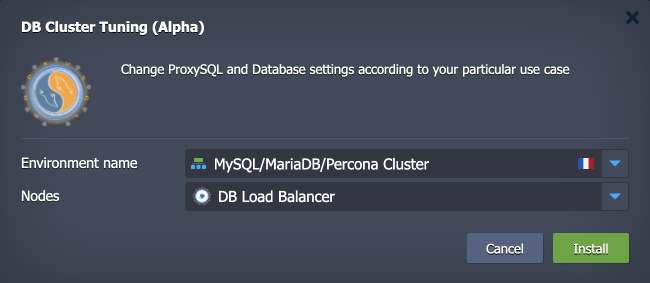 DB Cluster Tuning (Alpha)
Change ProxySQL and Database settings according to your particular use case
Environment name
MySQL/MariaDB/Percona Cluster
Nodes
DB Load Balancer
Cancel
Install